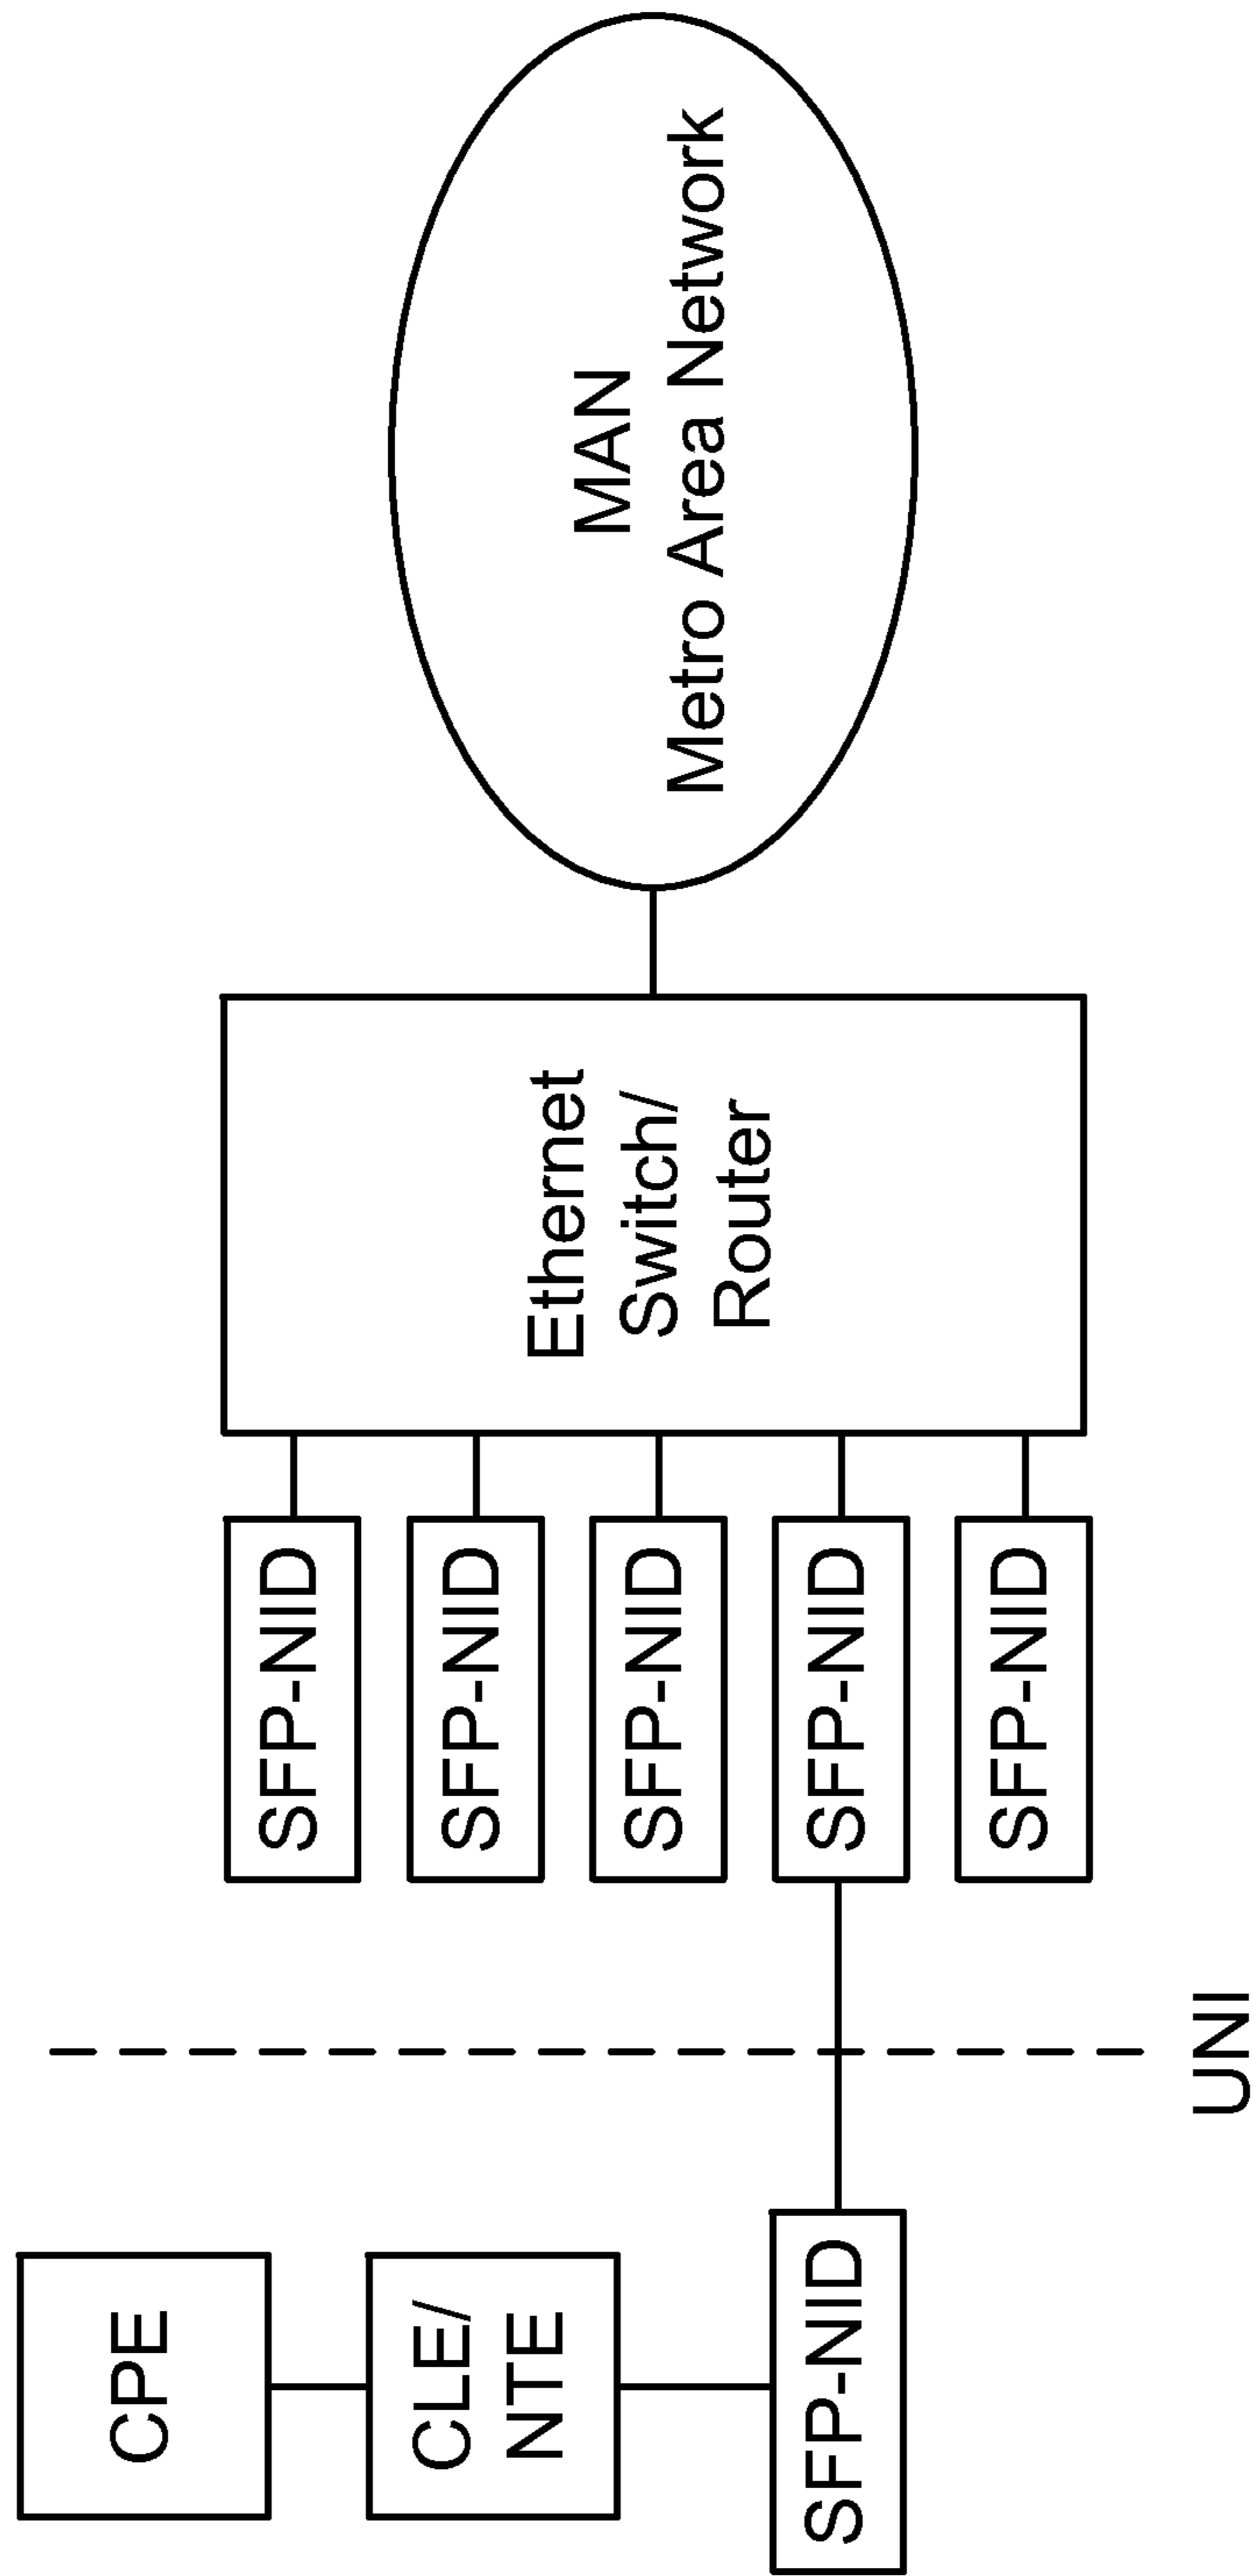 CPE
CLE/
NTE
SFP-NID
UNI
SFP-NID
SFP-NID
SFP-NID
SFP-NID
SFP-NID
Ethernet
Switch/
Router
MAN
Metro Area Network